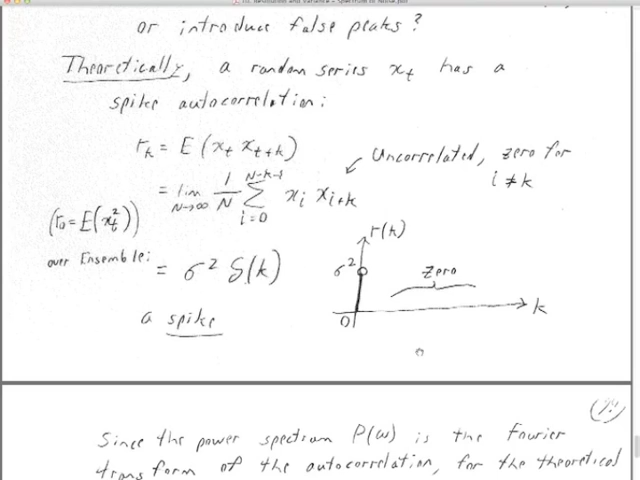 or introduce false peaks?
Theoretically, a random series x_t has a
spike autocorrelation:
r_k = E(x_t x_{t+k})
Uncorrelated, zero for
i ≠ k
= lim_{N→∞} 1/N Σ_{i=0}^{N-k-1} x_i x_{i+k}
(r_0 = E(x_t^2))
over Ensemble:
= σ^2 δ(k)
a spike
r(k)
σ^2
zero
0
k
Since the power spectrum P(ω) is the Fourier
transform of the autocorrelation, for the theoretical